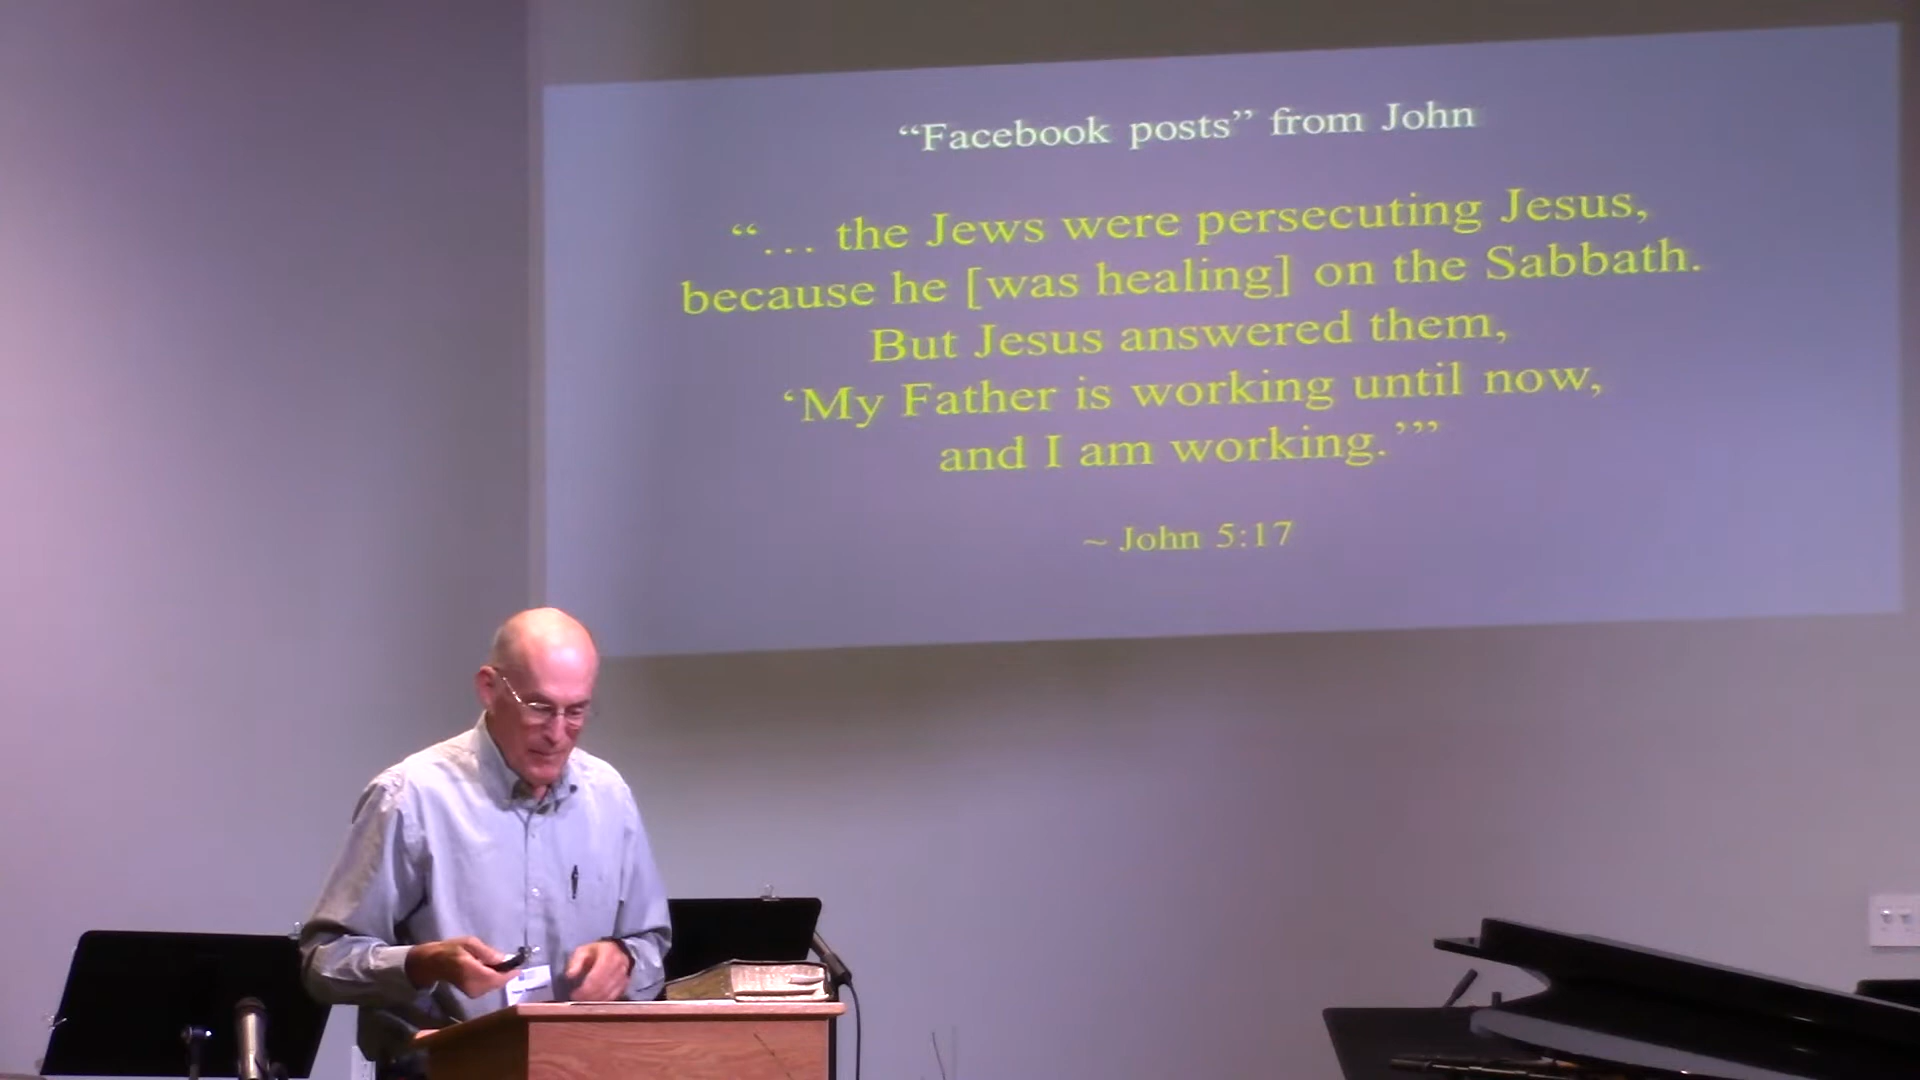 “Facebook posts” from John
“… the Jews were persecuting Jesus,
because he [was healing] on the Sabbath.
But Jesus answered them,
‘My Father is working until now,
and I am working.’”
~ John 5:17